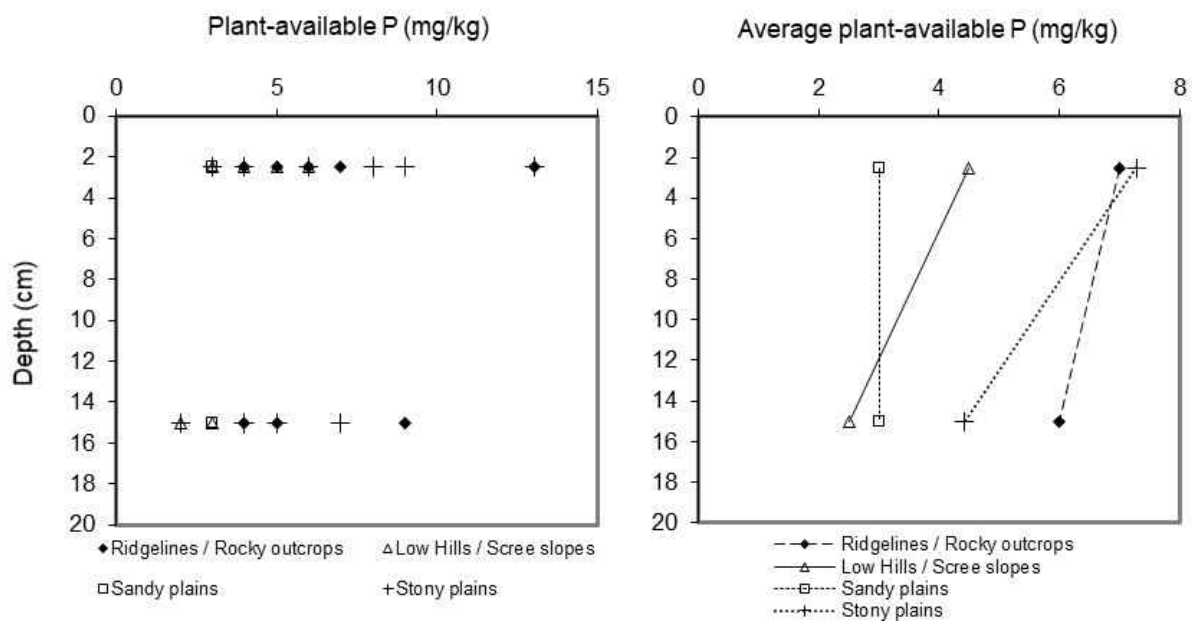 Plant-available P (mg/kg)
0 5 10 15
0
2
4
6
8
10
12
14
16
18
20
Depth (cm)
Ridgelines / Rocky outcrops
Low Hills / Scree slopes
Sandy plains
Stony plains
Average plant-available P (mg/kg)
0 2 4 6 8
0
2
4
6
8
10
12
14
16
18
20
Ridgelines / Rocky outcrops
Low Hills / Scree slopes
Sandy plains
Stony plains